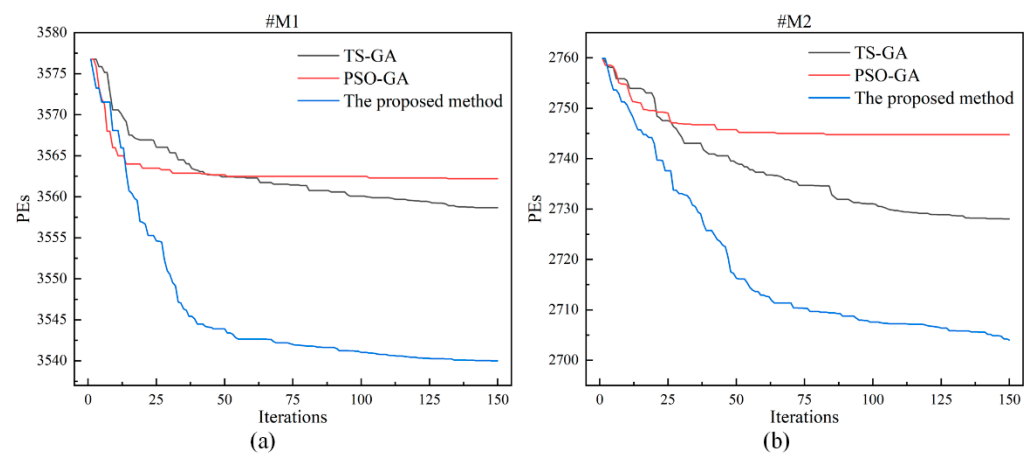 #M1
3580
3575
3570
3565
3560
3555
3550
3545
3540
PEs
TS-GA
PSO-GA
The proposed method
0 25 50 75 100 125 150
Iterations
(a)
#M2
2760
2750
2740
2730
2720
2710
2700
PEs
TS-GA
PSO-GA
The proposed method
0 25 50 75 100 125 150
Iterations
(b)